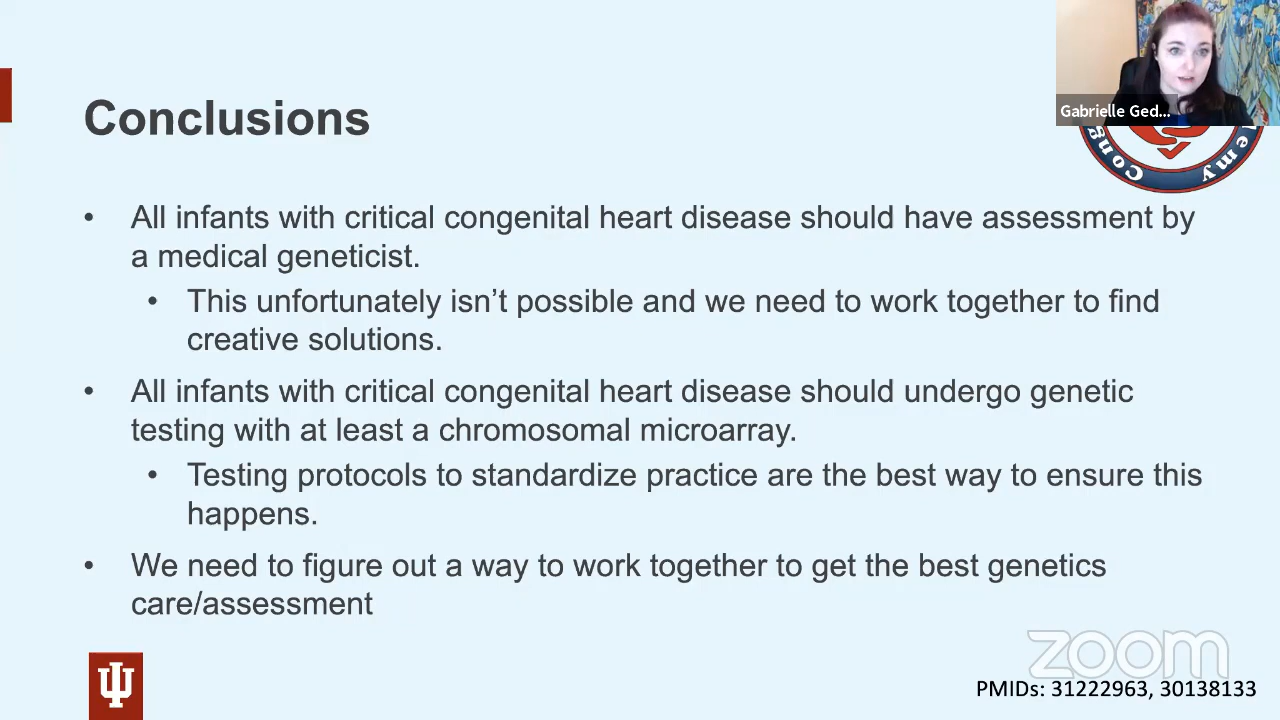 Gabrielle Ged...
Conclusions
Cong
emy
• All infants with critical congenital heart disease should have assessment by
a medical geneticist.
• This unfortunately isn’t possible and we need to work together to find
creative solutions.
• All infants with critical congenital heart disease should undergo genetic
testing with at least a chromosomal microarray.
• Testing protocols to standardize practice are the best way to ensure this
happens.
• We need to figure out a way to work together to get the best genetics
care/assessment
zoom
PMIDs: 31222963, 30138133